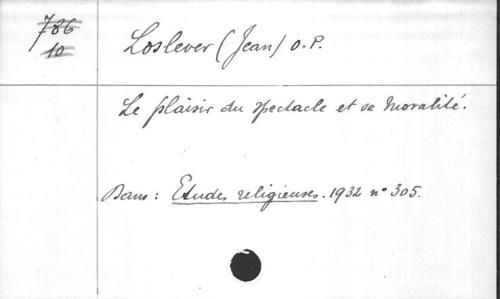 786
10
Loslever (Jean) O.P.
Le plaisir du spectacle et sa Moralité.
Dans : Etudes religieuses. 1932 n° 305.